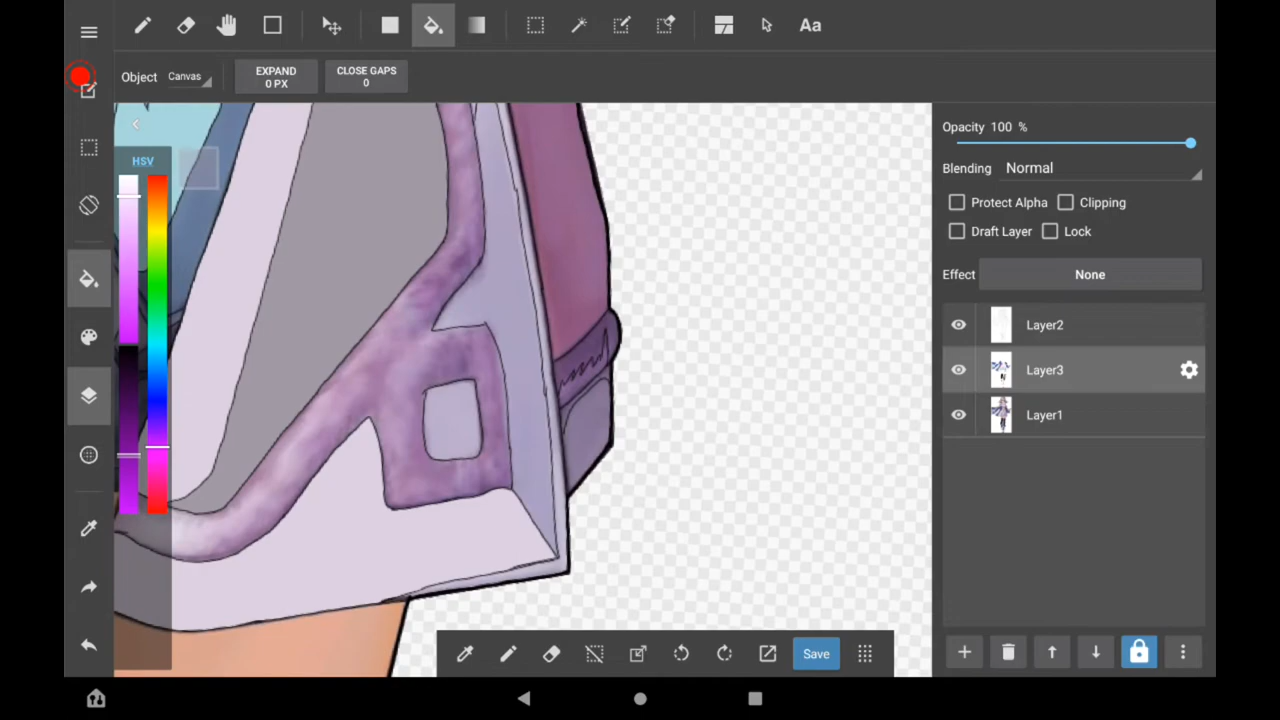 Aa
Object Canvas
EXPAND
0 PX
CLOSE GAPS
0
HSV
Opacity 100 %
Blending Normal
Protect Alpha Clipping
Draft Layer Lock
Effect None
Layer2
Layer3
Layer1
Save